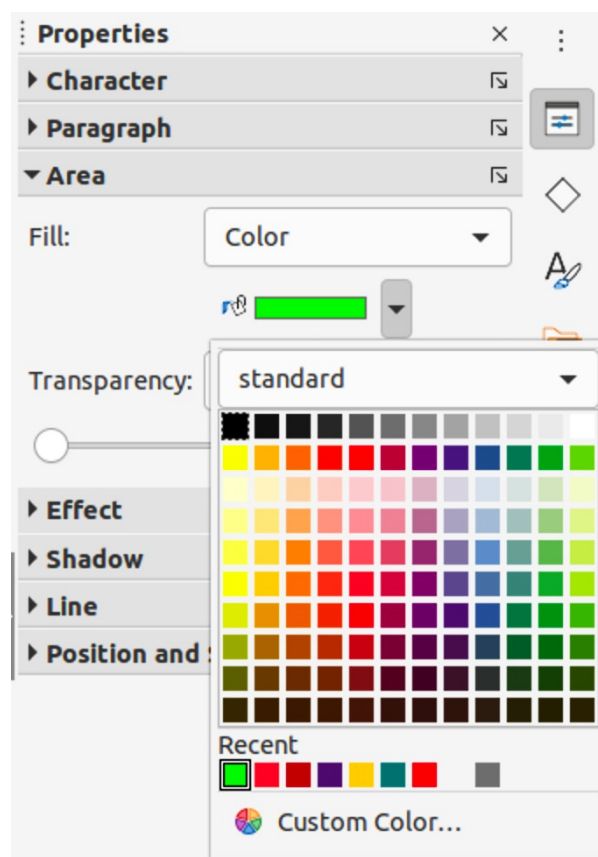 Properties
Character
Paragraph
Area
Fill:
Color
Transparency:
standard
Effect
Shadow
Line
Position and
Recent
Custom Color...